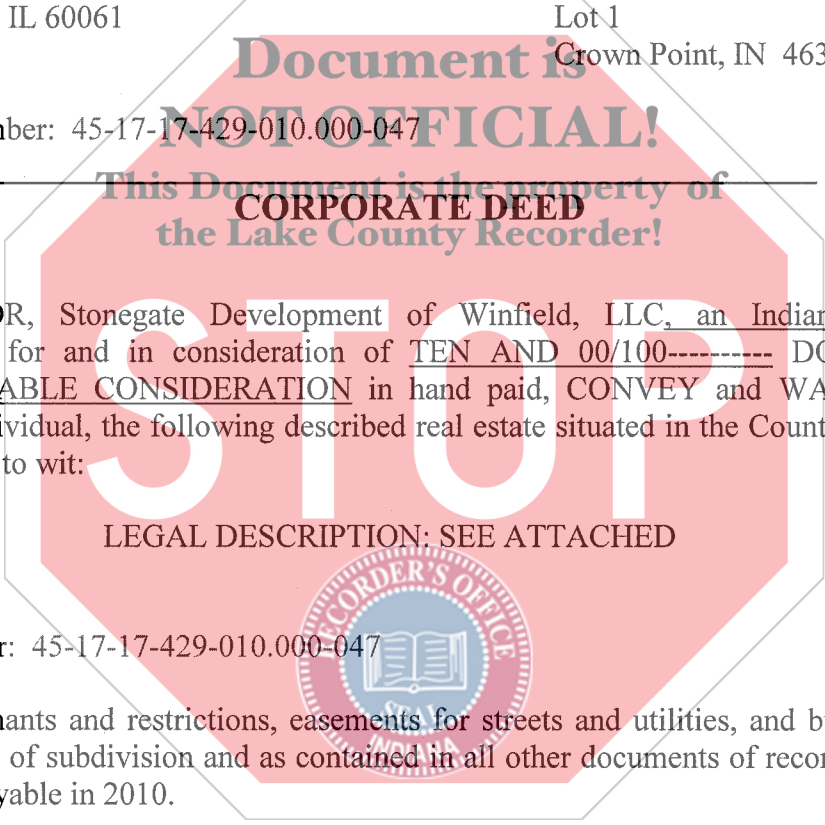 IL 60061 Lot 1
Crown Point, IN 463
Document is
NOT OFFICIAL!
This Document is the property of
the Lake County Recorder!
nber: 45-17-17-429-010.000-047
CORPORATE DEED
OR, Stonegate Development of Winfield, LLC, an Indian
for and in consideration of TEN AND 00/100---------- DO
ABLE CONSIDERATION in hand paid, CONVEY and WA
ividual, the following described real estate situated in the Count
to wit:
STOP
LEGAL DESCRIPTION: SEE ATTACHED
RECORDER'S OFFICE
SEAL
INDIANA
r: 45-17-17-429-010.000-047
nants and restrictions, easements for streets and utilities, and b
of subdivision and as contained in all other documents of recor
yable in 2010.